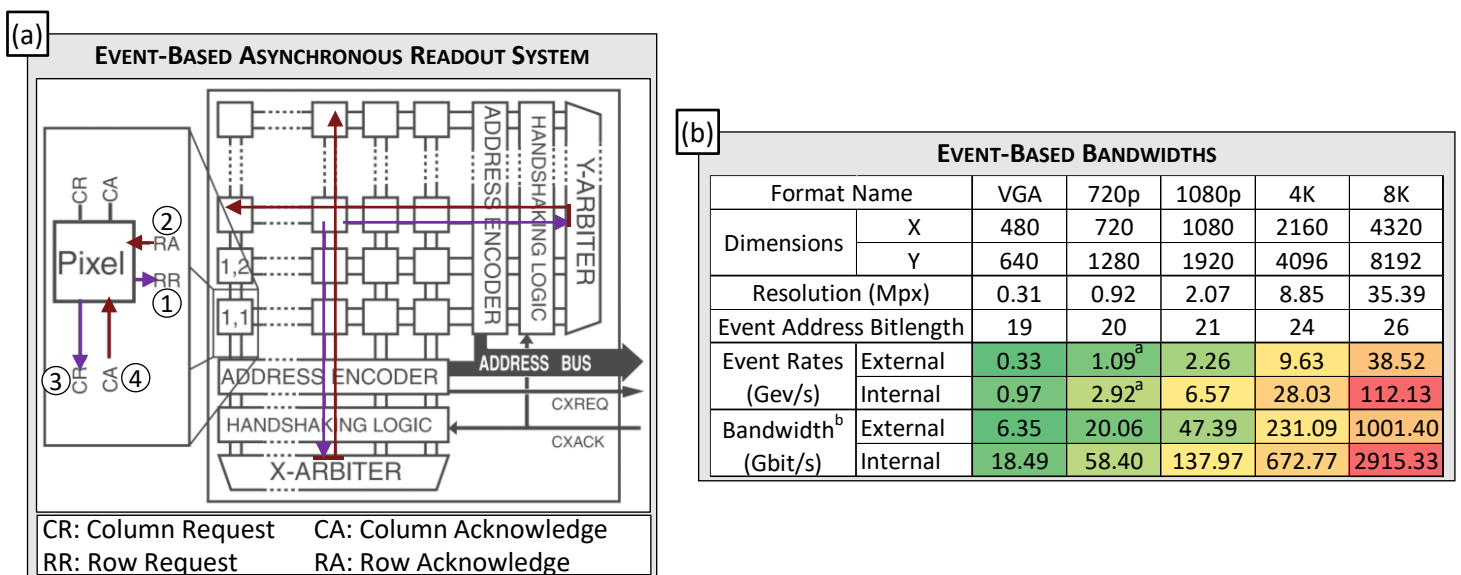 (a)
EVENT-BASED ASYNCHRONOUS READOUT SYSTEM
CR
CA
②
RA
Pixel
RR
①
③
CR
CA
④
1,2
1,1
ADDRESS ENCODER
HANDSHAKING LOGIC
Y-ARBITER
ADDRESS BUS
ADDRESS ENCODER
CXREQ
HANDSHAKING LOGIC
CXACK
X-ARBITER
CR: Column Request CA: Column Acknowledge
RR: Row Request RA: Row Acknowledge
(b)
EVENT-BASED BANDWIDTHS
Format Name VGA 720p 1080p 4K 8K
Dimensions X 480 720 1080 2160 4320
Y 640 1280 1920 4096 8192
Resolution (Mpx) 0.31 0.92 2.07 8.85 35.39
Event Address Bitlength 19 20 21 24 26
Event Rates (Gev/s) External 0.33 1.09a 2.26 9.63 38.52
Internal 0.97 2.92a 6.57 28.03 112.13
Bandwidthb (Gbit/s) External 6.35 20.06 47.39 231.09 1001.40
Internal 18.49 58.40 137.97 672.77 2915.33